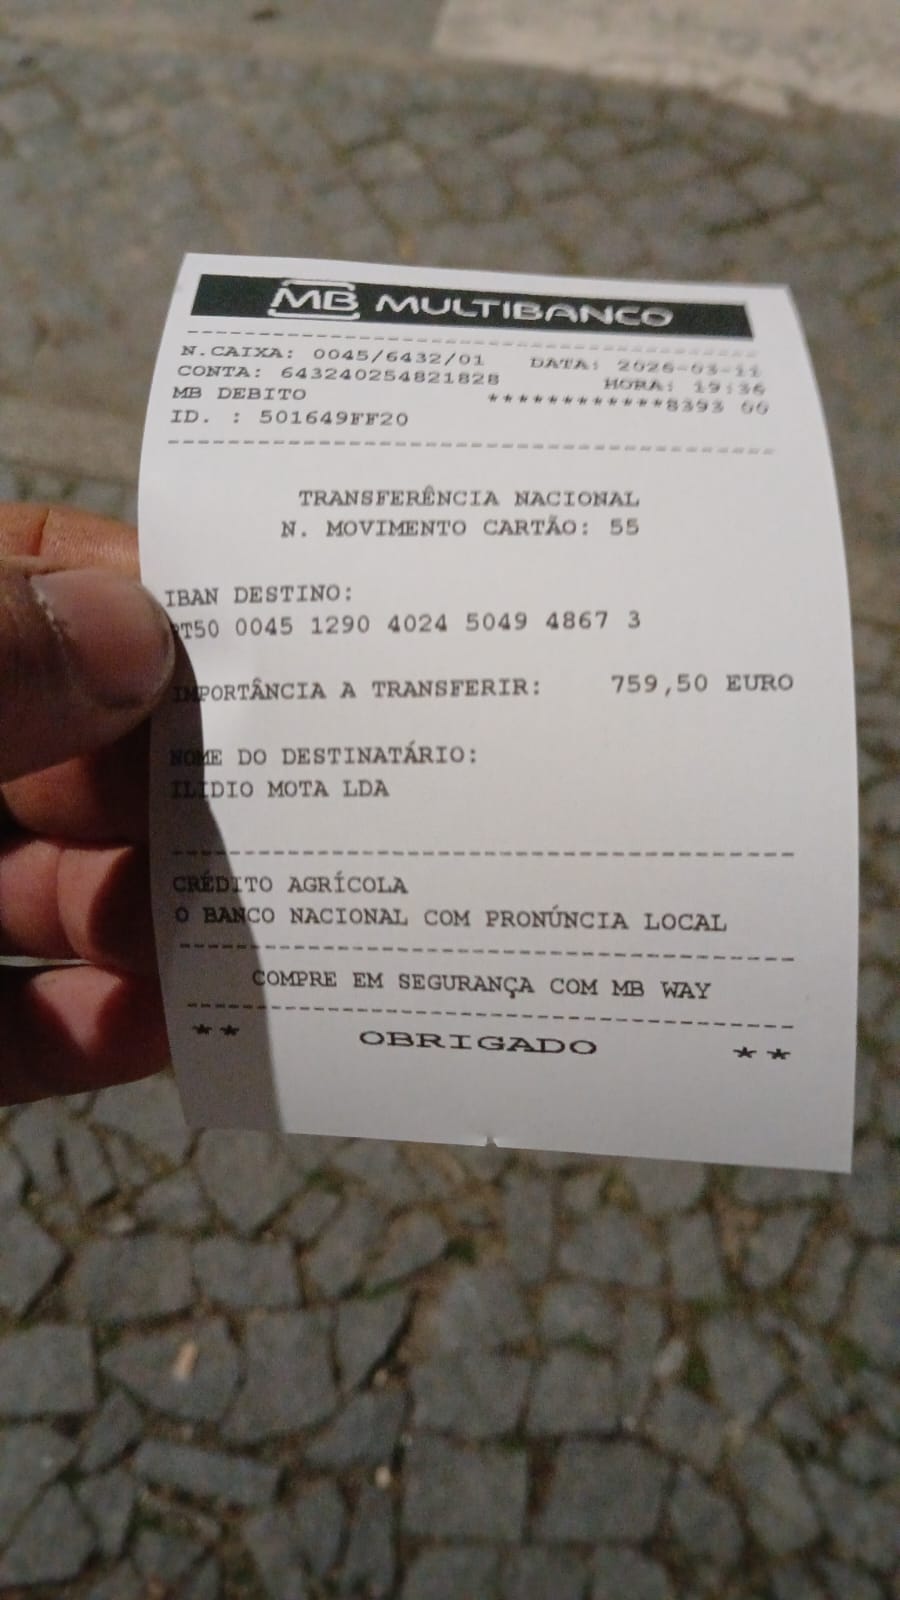 MB MULTIBANCO
N.CAIXA: 0045/6432/01 DATA: 2026-03-11
CONTA: 643240254821828 HORA: 19:36
MB DEBITO ************8393 00
ID. : 501649FF20
TRANSFERÊNCIA NACIONAL
N. MOVIMENTO CARTÃO: 55
IBAN DESTINO:
PT50 0045 1290 4024 5049 4867 3
IMPORTÂNCIA A TRANSFERIR: 759,50 EURO
NOME DO DESTINATÁRIO:
ILIDIO MOTA LDA
CRÉDITO AGRÍCOLA
O BANCO NACIONAL COM PRONÚNCIA LOCAL
COMPRE EM SEGURANÇA COM MB WAY
** OBRIGADO **